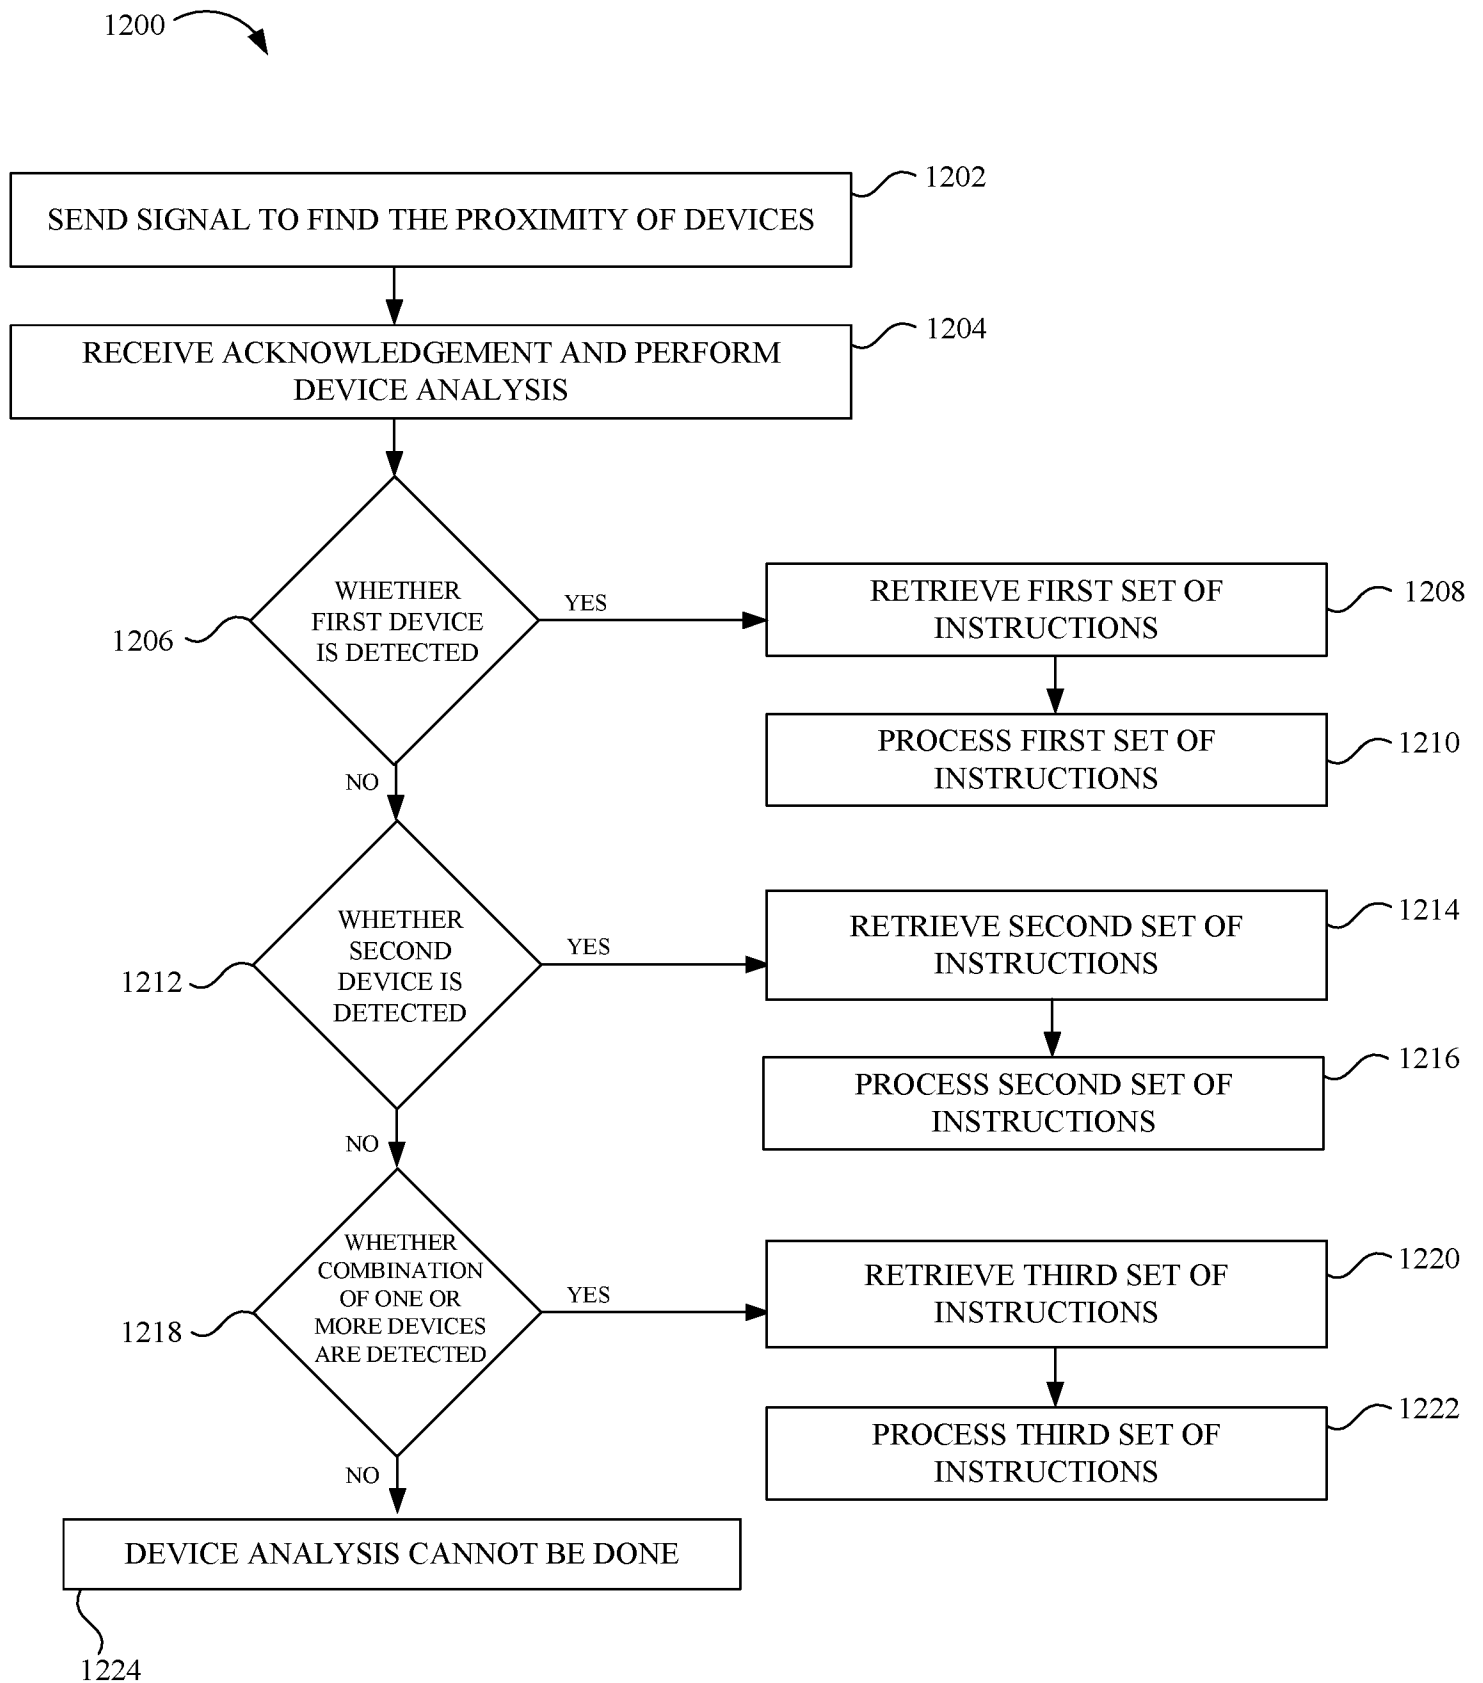 1200
1202
SEND SIGNAL TO FIND THE PROXIMITY OF DEVICES
1204
RECEIVE ACKNOWLEDGEMENT AND PERFORM
DEVICE ANALYSIS
WHETHER
FIRST DEVICE
IS DETECTED
1206
YES
RETRIEVE FIRST SET OF
INSTRUCTIONS
1208
PROCESS FIRST SET OF
INSTRUCTIONS
1210
NO
WHETHER
SECOND
DEVICE IS
DETECTED
1212
YES
RETRIEVE SECOND SET OF
INSTRUCTIONS
1214
PROCESS SECOND SET OF
INSTRUCTIONS
1216
NO
WHETHER
COMBINATION
OF ONE OR
MORE DEVICES
ARE DETECTED
1218
YES
RETRIEVE THIRD SET OF
INSTRUCTIONS
1220
PROCESS THIRD SET OF
INSTRUCTIONS
1222
NO
DEVICE ANALYSIS CANNOT BE DONE
1224